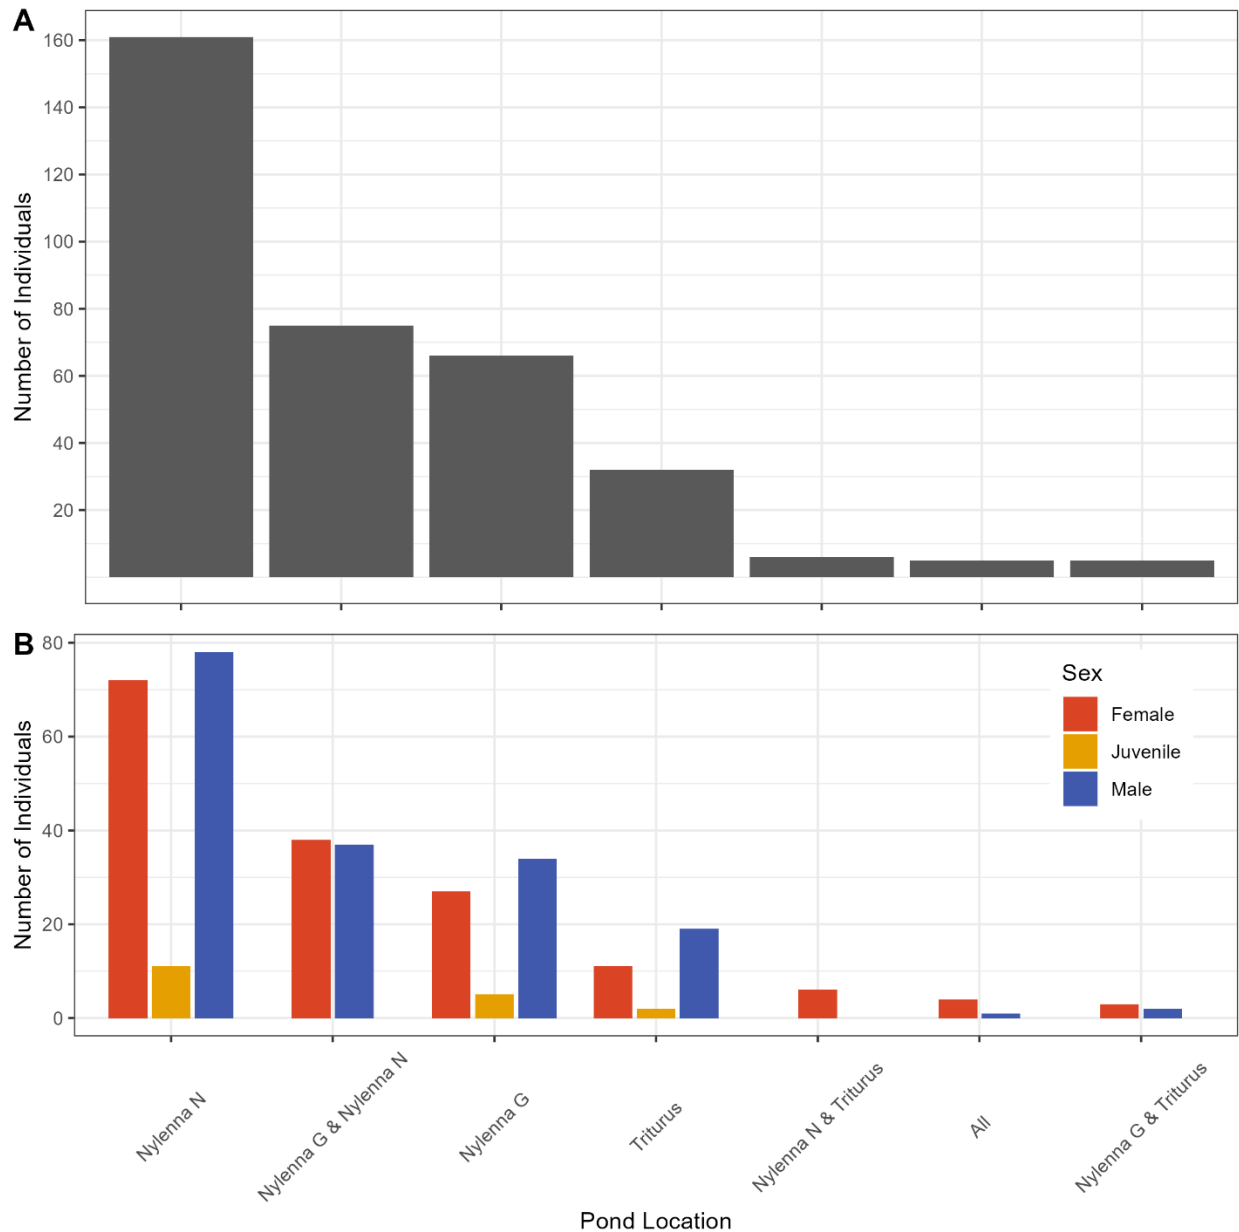 A
160
140
120
100
80
60
40
20
Number of Individuals
B
80
60
40
20
0
Number of Individuals
Sex
Female
Juvenile
Male
Nylenna N
Nylenna G & Nylenna N
Nylenna G
Triturus
Nylenna N & Triturus
All
Nylenna G & Triturus
Pond Location